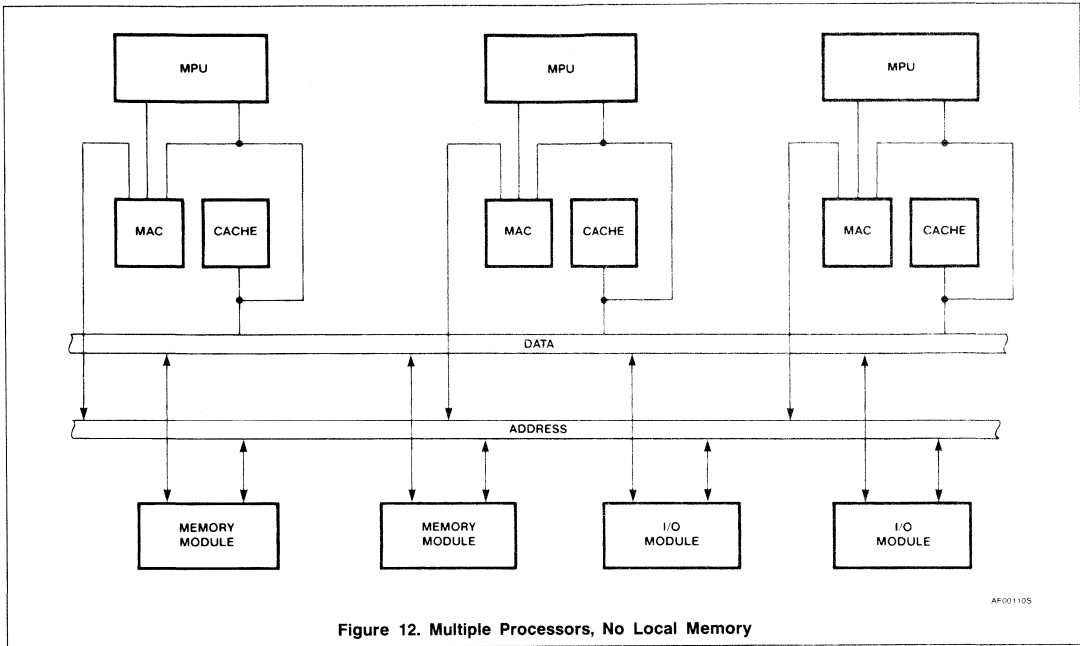 MPU
MPU
MPU
MAC
CACHE
MAC
CACHE
MAC
CACHE
DATA
ADDRESS
MEMORY
MODULE
MEMORY
MODULE
I/O
MODULE
I/O
MODULE
AF00110S
Figure 12. Multiple Processors, No Local Memory